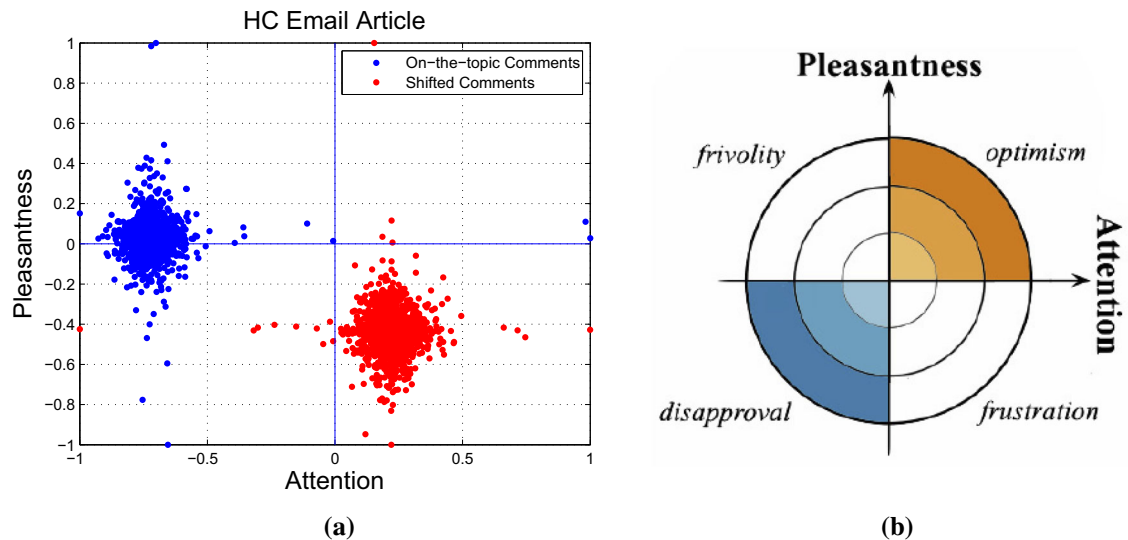 HC Email Article
On-the-topic Comments
Shifted Comments
Pleasantness
1
0.8
0.6
0.4
0.2
0
−0.2
−0.4
−0.6
−0.8
−1
−1
−0.5
0
0.5
1
Attention
(a)
Pleasantness
frivolity
optimism
Attention
disapproval
frustration
(b)